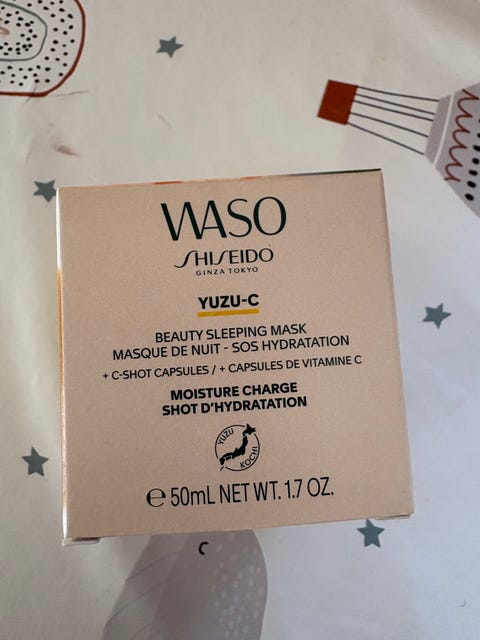 WASO
SHISEIDO
GINZA TOKYO
YUZU-C
BEAUTY SLEEPING MASK
MASQUE DE NUIT - SOS HYDRATATION
+ C-SHOT CAPSULES / + CAPSULES DE VITAMINE C
MOISTURE CHARGE
SHOT D'HYDRATATION
YUZU
KOCHI
℮ 50mL NET WT. 1.7 OZ.